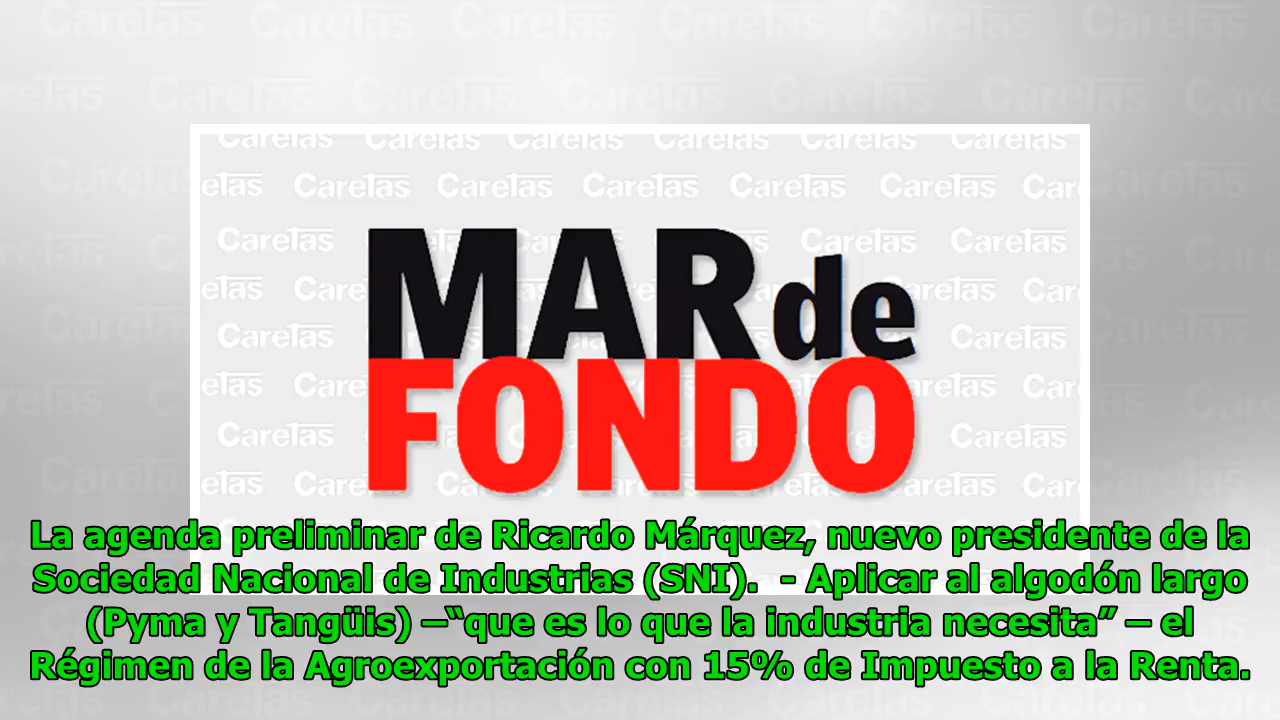 MAR de
FONDO
La agenda preliminar de Ricardo Márquez, nuevo presidente de la
Sociedad Nacional de Industrias (SNI).  - Aplicar al algodón largo
(Pyma y Tangüis) –“que es lo que la industria necesita” – el
Régimen de la Agroexportación con 15% de Impuesto a la Renta.